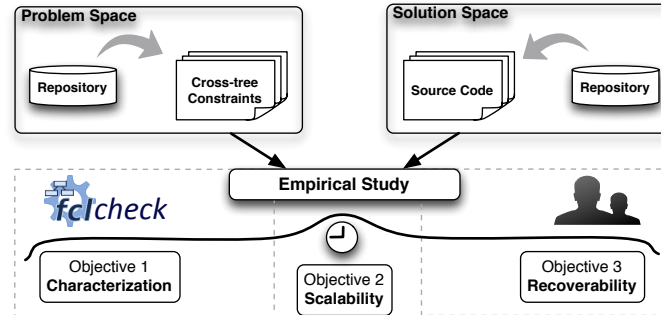 Problem Space
Solution Space
Repository
Cross-tree
Constraints
Source Code
Repository
Empirical Study
fclcheck
Objective 1
Characterization
Objective 2
Scalability
Objective 3
Recoverability